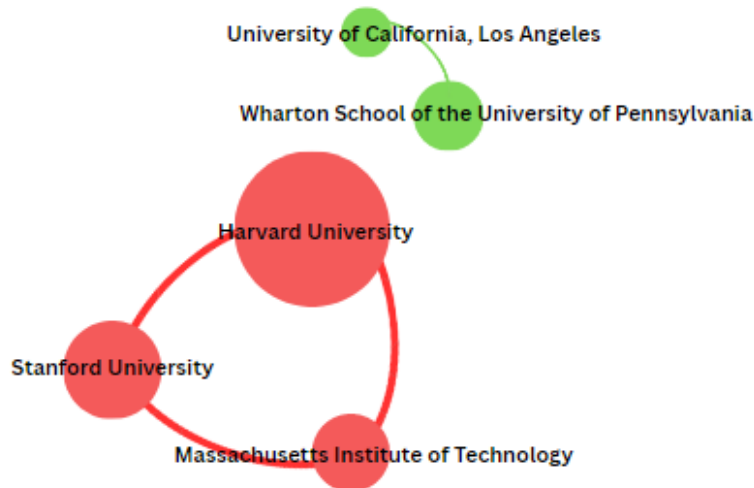 University of California, Los Angeles
Wharton School of the University of Pennsylvania
Harvard University
Stanford University
Massachusetts Institute of Technology